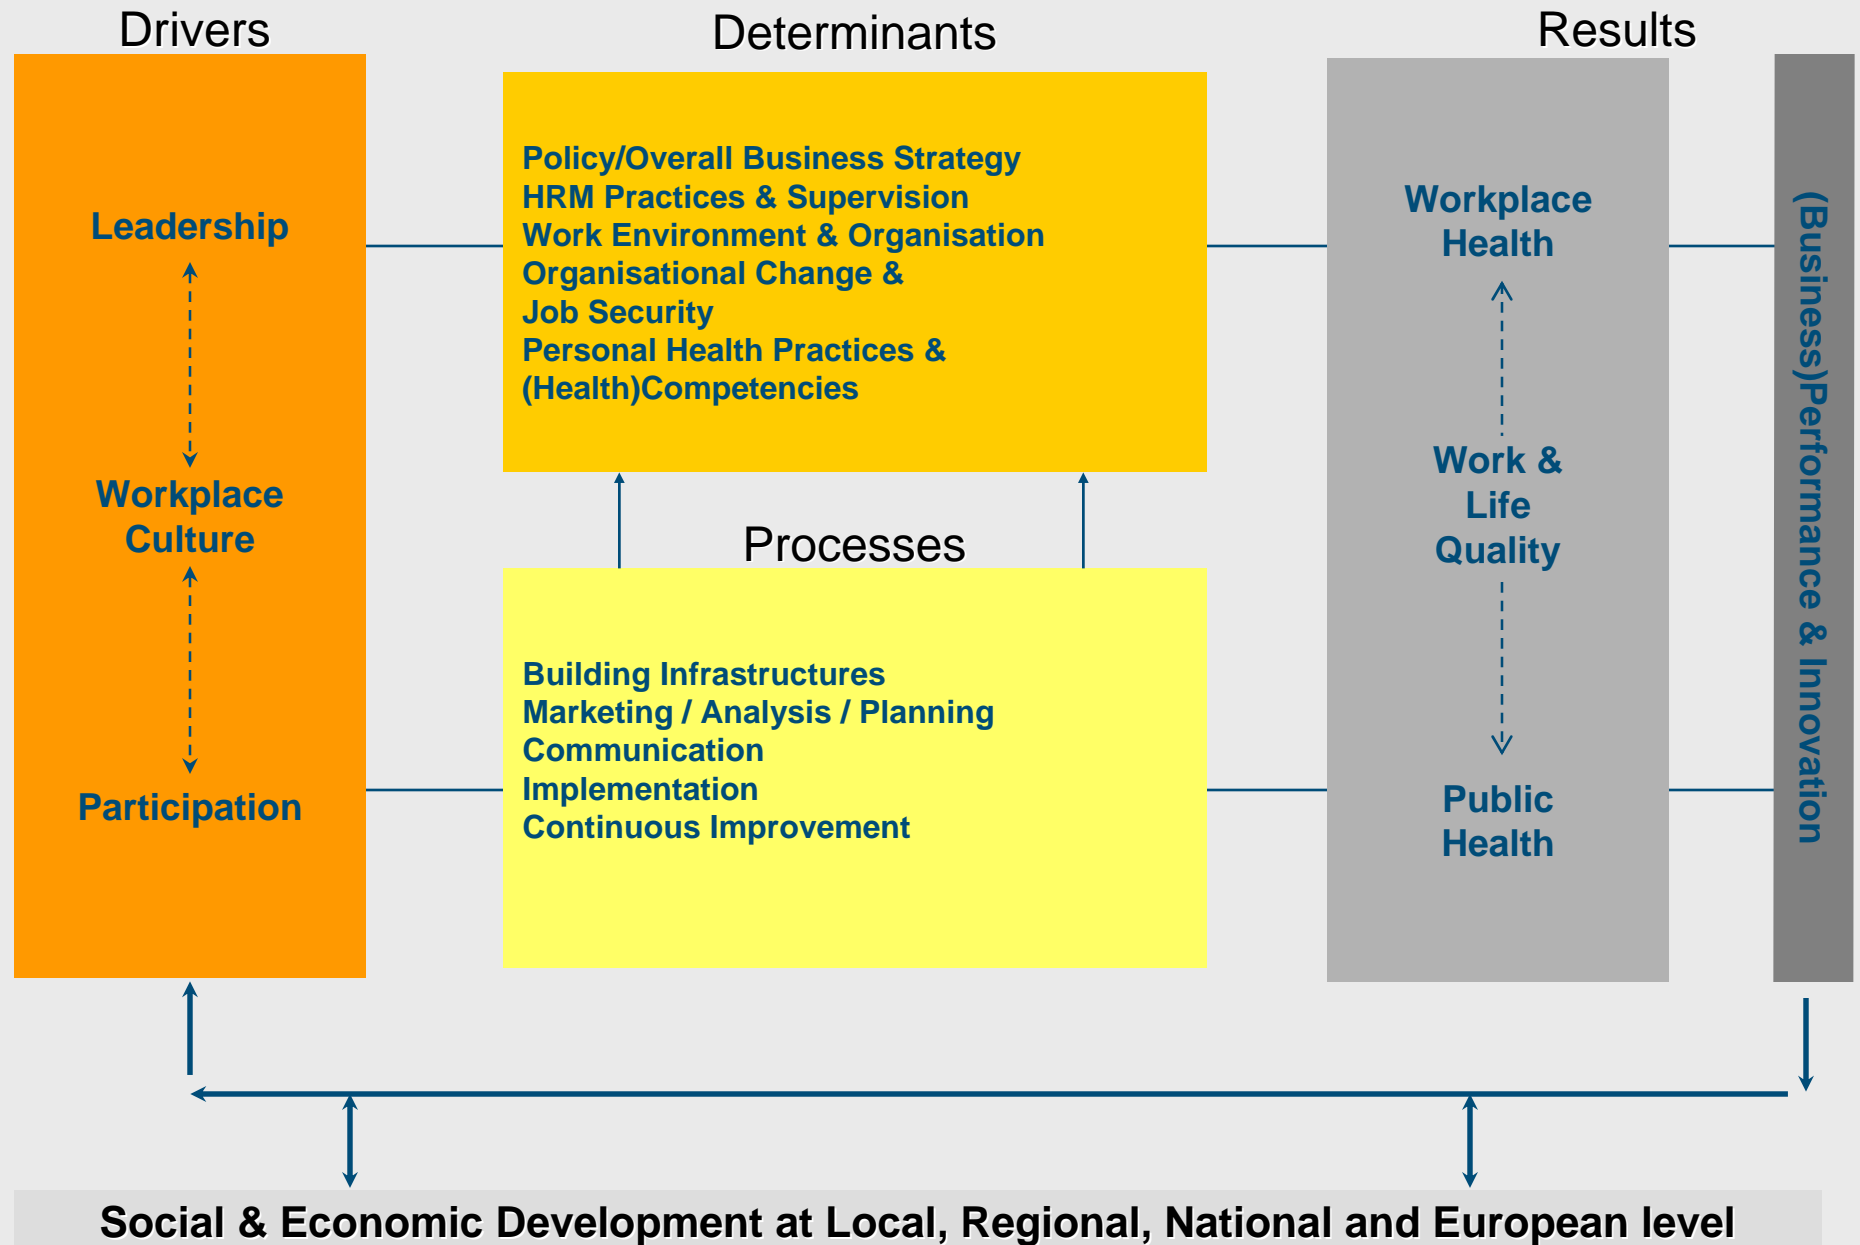 Drivers
Determinants
Results
Leadership
Workplace
Culture
Participation
Policy/Overall Business Strategy
HRM Practices & Supervision
Work Environment & Organisation
Organisational Change &
Job Security
Personal Health Practices &
(Health)Competencies
Processes
Building Infrastructures
Marketing / Analysis / Planning
Communication
Implementation
Continuous Improvement
Workplace
Health
Work &
Life
Quality
Public
Health
(Business)Performance & Innovation
Social & Economic Development at Local, Regional, National and European level